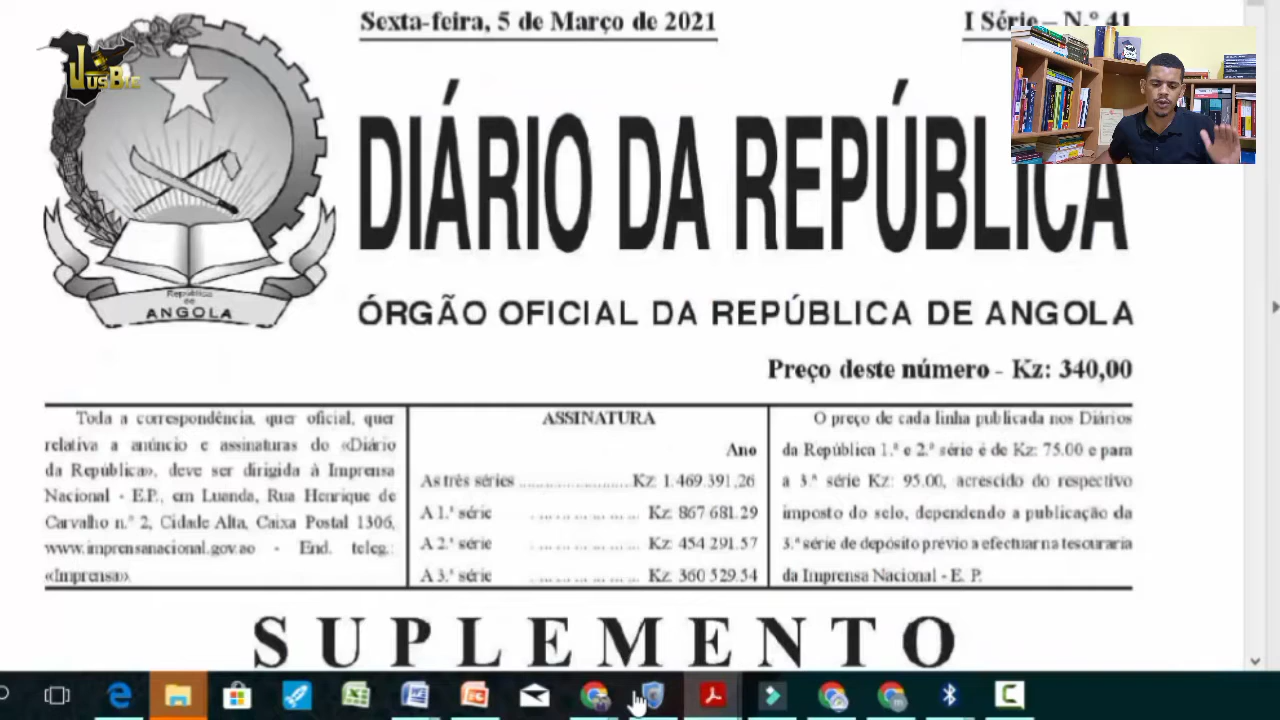 Sexta-feira, 5 de Março de 2021
I Série – N.º 41
JusBie
DIÁRIO DA REPÚBLICA
República
de
ANGOLA
ÓRGÃO OFICIAL DA REPÚBLICA DE ANGOLA
Preço deste número - Kz: 340,00
Toda a correspondência, quer oficial, quer
relativa a anúncio e assinaturas do «Diário
da República», deve ser dirigida à Imprensa
Nacional - E.P., em Luanda, Rua Henrique de
Carvalho n.º 2, Cidade Alta, Caixa Postal 1306,
www.imprensanacional.gov.ao - End. teleg.:
«Imprensa».
ASSINATURA
Ano
As três séries ........................... Kz: 1.469.391,26
A 1.ª série ... ... ... ... ... ... Kz: 867 681.29
A 2.ª série ... ... ... ... ... ... Kz: 454 291.57
A 3.ª série ... ... ... ... ... ... Kz: 360 529.54
O preço de cada linha publicada nos Diários
da República 1.ª e 2.ª série é de Kz: 75.00 e para
a 3.ª série Kz: 95.00, acrescido do respectivo
imposto do selo, dependendo a publicação da
3.ª série de depósito prévio a efectuar na tesouraria
da Imprensa Nacional - E. P.
SUPLEMENTO